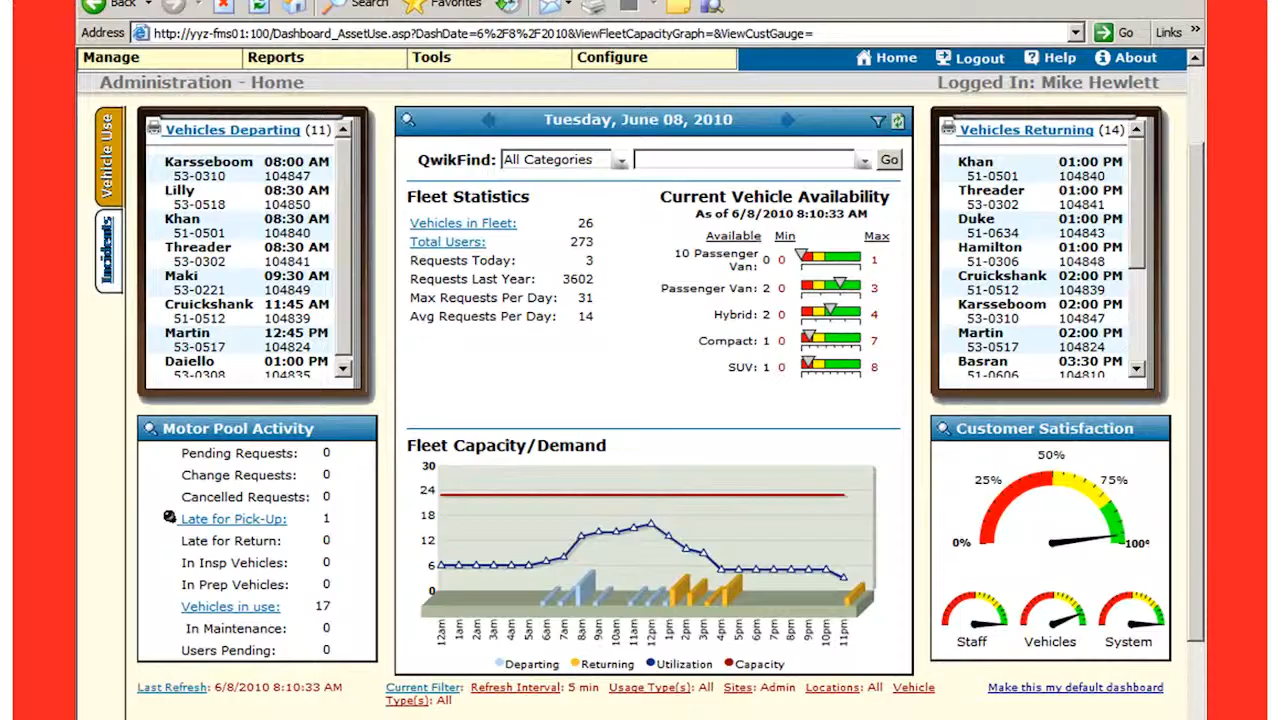 Back Search Favorites
Address http://yyz-fms01:100/Dashboard_AssetUse.asp?DashDate=6%2F8%2F2010&ViewFleetCapacityGraph=&ViewCustGauge= Go Links »
Manage Reports Tools Configure Home Logout Help About
Administration - Home Logged In: Mike Hewlett
Vehicle Use
Incidents
Vehicles Departing (11)
Karsseboom 08:00 AM
53-0310 104847
Lilly 08:30 AM
53-0518 104850
Khan 08:30 AM
51-0501 104840
Threader 08:30 AM
53-0302 104841
Maki 09:30 AM
53-0221 104849
Cruickshank 11:45 AM
51-0512 104839
Martin 12:45 PM
53-0517 104824
Daiello 01:00 PM
53-0308 104835
Tuesday, June 08, 2010
QwikFind: All Categories Go
Fleet Statistics
Vehicles in Fleet: 26
Total Users: 273
Requests Today: 3
Requests Last Year: 3602
Max Requests Per Day: 31
Avg Requests Per Day: 14
Current Vehicle Availability
As of 6/8/2010 8:10:33 AM
Available Min Max
10 Passenger
Van: 0 0 1
Passenger Van: 2 0 3
Hybrid: 2 0 4
Compact: 1 0 7
SUV: 1 0 8
Vehicles Returning (14)
Khan 01:00 PM
51-0501 104840
Threader 01:00 PM
53-0302 104841
Duke 01:00 PM
51-0634 104843
Hamilton 01:00 PM
51-0306 104848
Cruickshank 02:00 PM
51-0512 104839
Karsseboom 02:00 PM
53-0310 104847
Martin 02:00 PM
53-0517 104824
Basran 03:30 PM
51-0606 104810
Motor Pool Activity
Pending Requests: 0
Change Requests: 0
Cancelled Requests: 0
Late for Pick-Up: 1
Late for Return: 0
In Insp Vehicles: 0
In Prep Vehicles: 0
Vehicles in use: 17
In Maintenance: 0
Users Pending: 0
Fleet Capacity/Demand
30
24
18
12
6
0
12am 1am 2am 3am 4am 5am 6am 7am 8am 9am 10am 11am 12pm 1pm 2pm 3pm 4pm 5pm 6pm 7pm 8pm 9pm 10pm 11pm
Departing Returning Utilization Capacity
Customer Satisfaction
50%
25% 75%
0% 100%
Staff Vehicles System
Last Refresh: 6/8/2010 8:10:33 AM
Current Filter: Refresh Interval: 5 min Usage Type(s): All Sites: Admin Locations: All Vehicle
Type(s): All
Make this my default dashboard